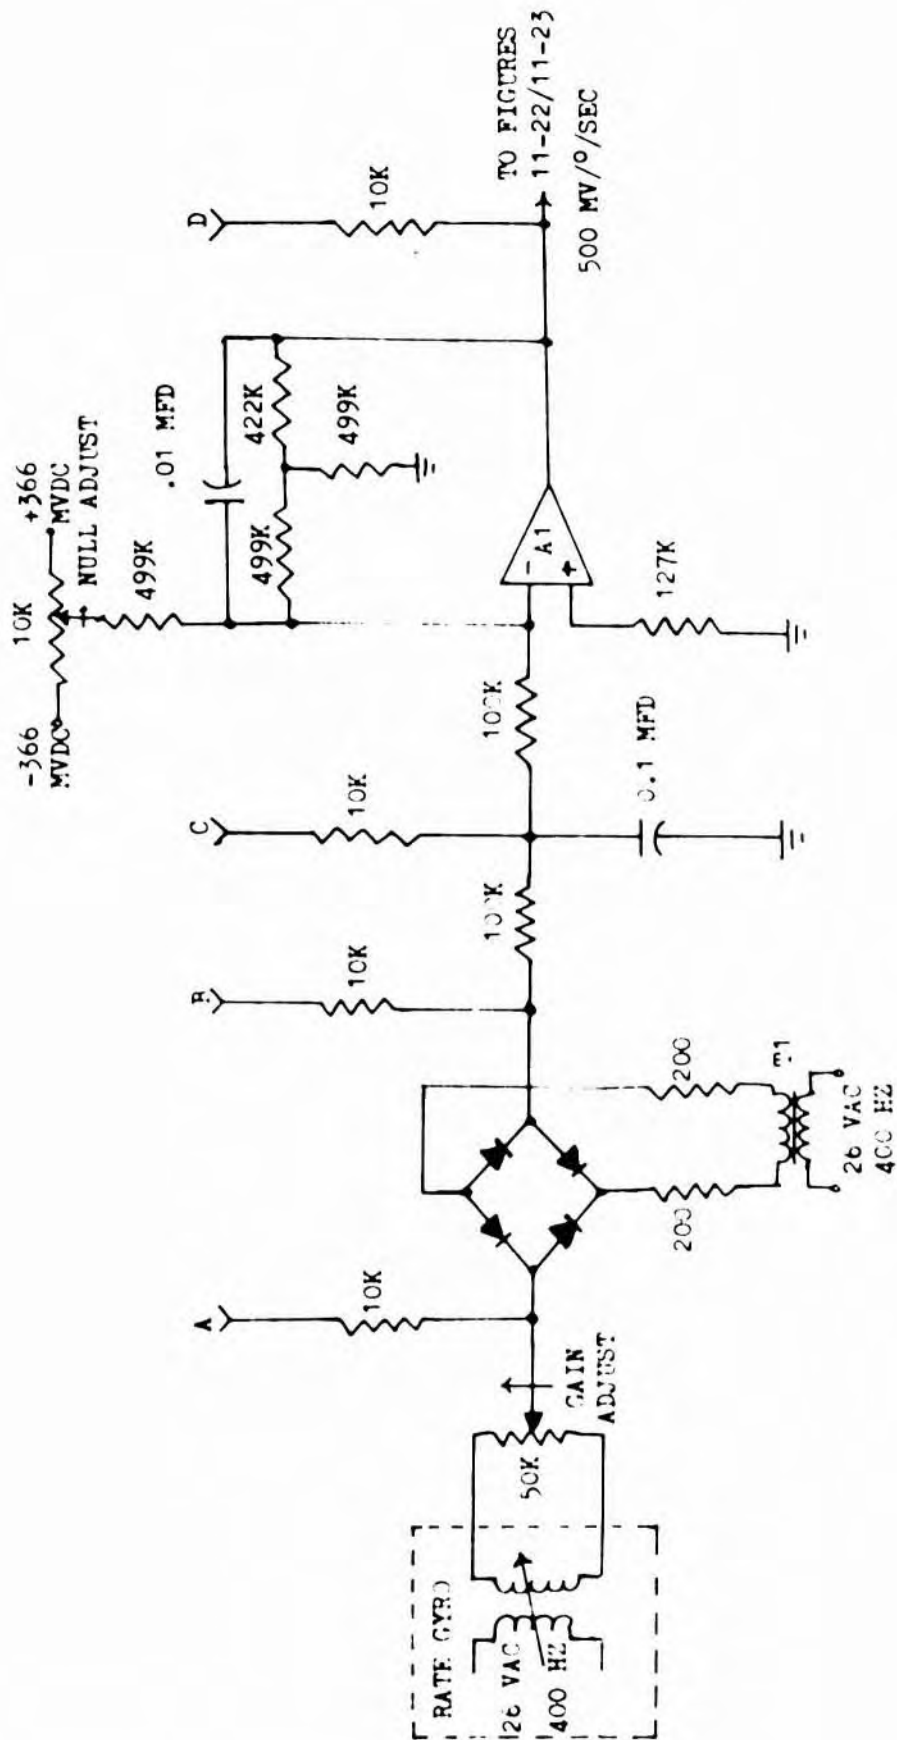 RATE GYRO
26 VAC
400 HZ
50K
GAIN
ADJUST
A
10K
200
200
T1
26 VAC
400 HZ
B
10K
100K
C
10K
0.1 MFD
100K
-366
MVDC
10K
+366
MVDC
NULL ADJUST
499K
.01 MFD
499K
422K
499K
-
+
A1
127K
D
10K
TO FIGURES
11-22/11-23
500 MV/°/SEC